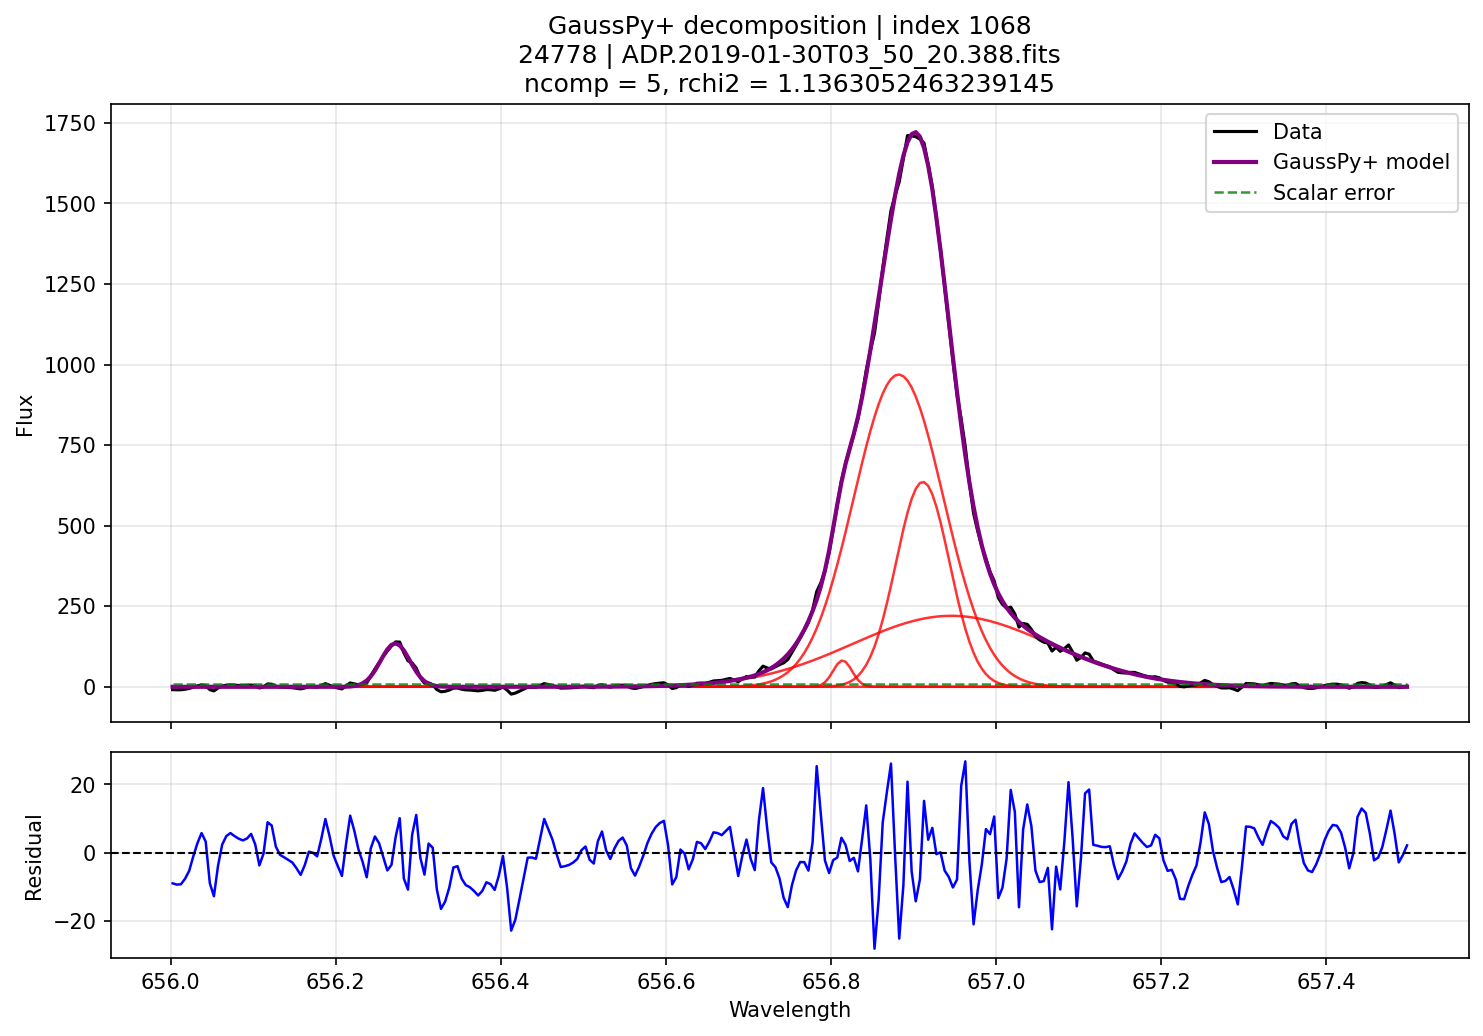 GaussPy+ decomposition | index 1068
24778 | ADP.2019-01-30T03_50_20.388.fits
ncomp = 5, rchi2 = 1.1363052463239145
Data
GaussPy+ model
Scalar error
Flux
1750
1500
1250
1000
750
500
250
0
Residual
20
0
−20
656.0 656.2 656.4 656.6 656.8 657.0 657.2 657.4
Wavelength